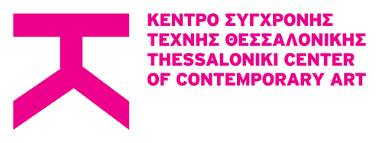 ΚΕΝΤΡΟ ΣΥΓΧΡΟΝΗΣ
ΤΕΧΝΗΣ ΘΕΣΣΑΛΟΝΙΚΗΣ
THESSALONIKI CENTER
OF CONTEMPORARY ART